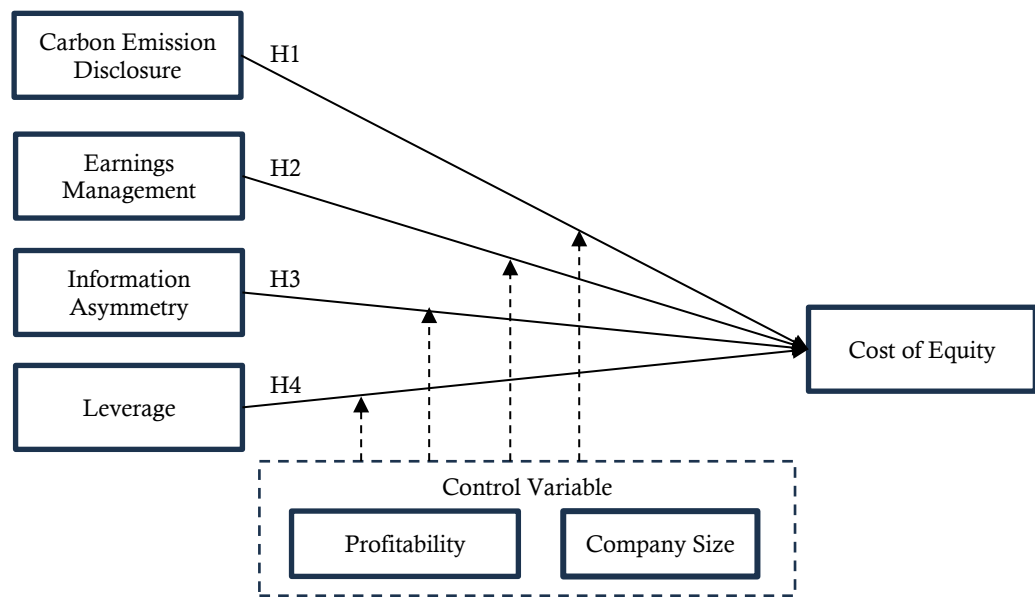 Carbon Emission
Disclosure
H1
Earnings
Management
H2
Information
Asymmetry
H3
Leverage
H4
Cost of Equity
Control Variable
Profitability
Company Size